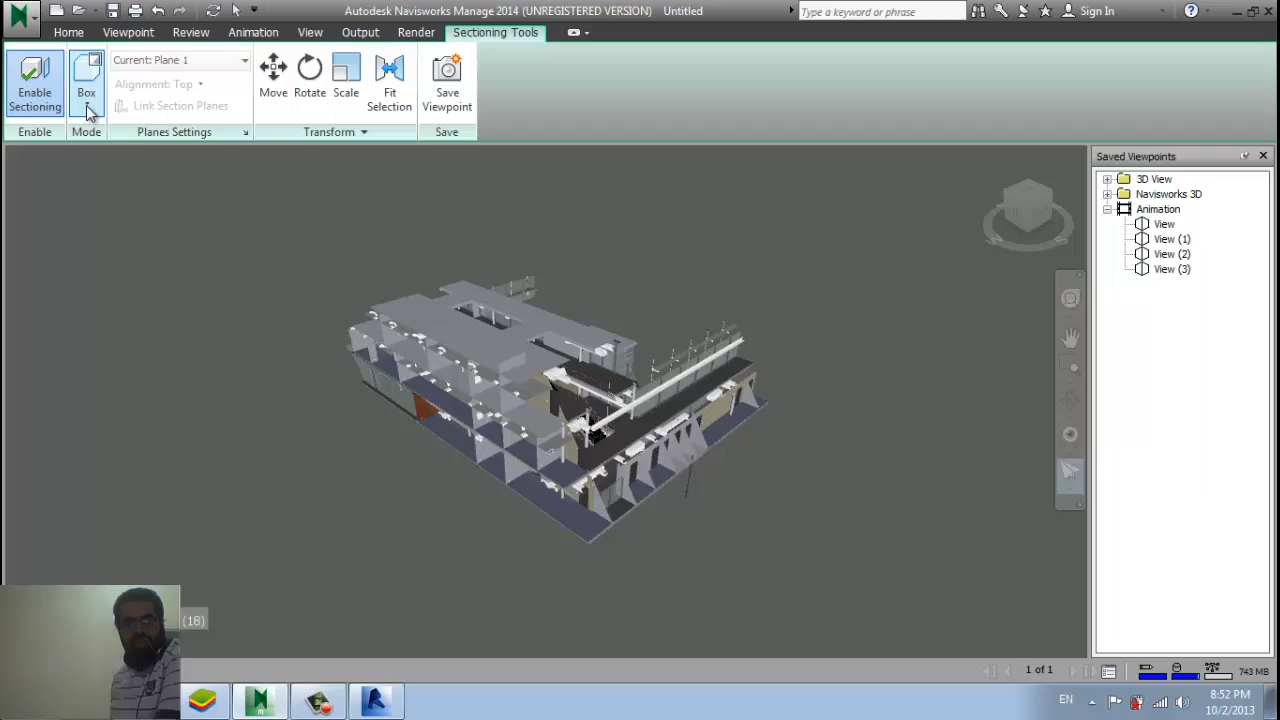 Autodesk Navisworks Manage 2014 (UNREGISTERED VERSION) Untitled
Type a keyword or phrase
Sign In
Home Viewpoint Review Animation View Output Render Sectioning Tools
Enable Sectioning
Box
Current: Plane 1
Alignment: Top
Link Section Planes
Move Rotate Scale Fit Selection
Save Viewpoint
Enable Mode Planes Settings Transform Save
Saved Viewpoints
3D View
Navisworks 3D
Animation
View
View (1)
View (2)
View (3)
(18)
1 of 1
743 MB
EN
8:52 PM
10/2/2013